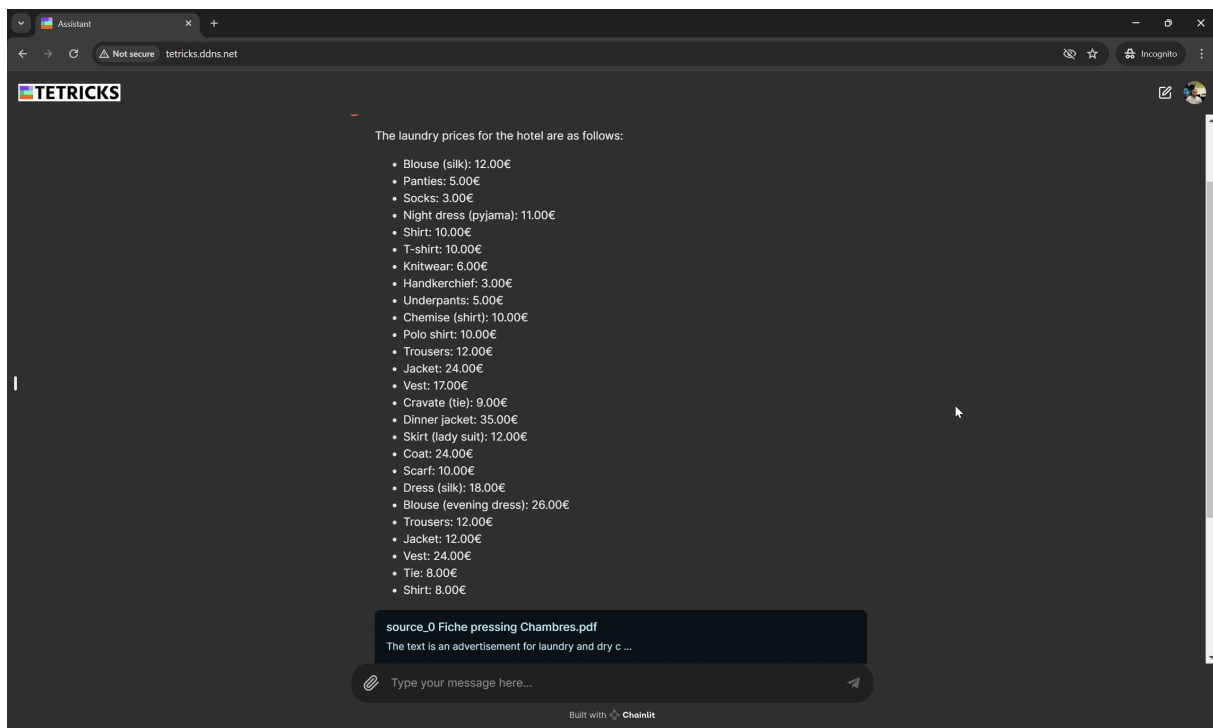 Assistant
Not secure tetricks.ddns.net
Incognito
TETRICKS
The laundry prices for the hotel are as follows:
• Blouse (silk): 12.00€
• Panties: 5.00€
• Socks: 3.00€
• Night dress (pyjama): 11.00€
• Shirt: 10.00€
• T-shirt: 10.00€
• Knitwear: 6.00€
• Handkerchief: 3.00€
• Underpants: 5.00€
• Chemise (shirt): 10.00€
• Polo shirt: 10.00€
• Trousers: 12.00€
• Jacket: 24.00€
• Vest: 17.00€
• Cravate (tie): 9.00€
• Dinner jacket: 35.00€
• Skirt (lady suit): 12.00€
• Coat: 24.00€
• Scarf: 10.00€
• Dress (silk): 18.00€
• Blouse (evening dress): 26.00€
• Trousers: 12.00€
• Jacket: 12.00€
• Vest: 24.00€
• Tie: 8.00€
• Shirt: 8.00€
source_0 Fiche pressing Chambres.pdf
The text is an advertisement for laundry and dry c ...
Type your message here...
Built with Chainlit